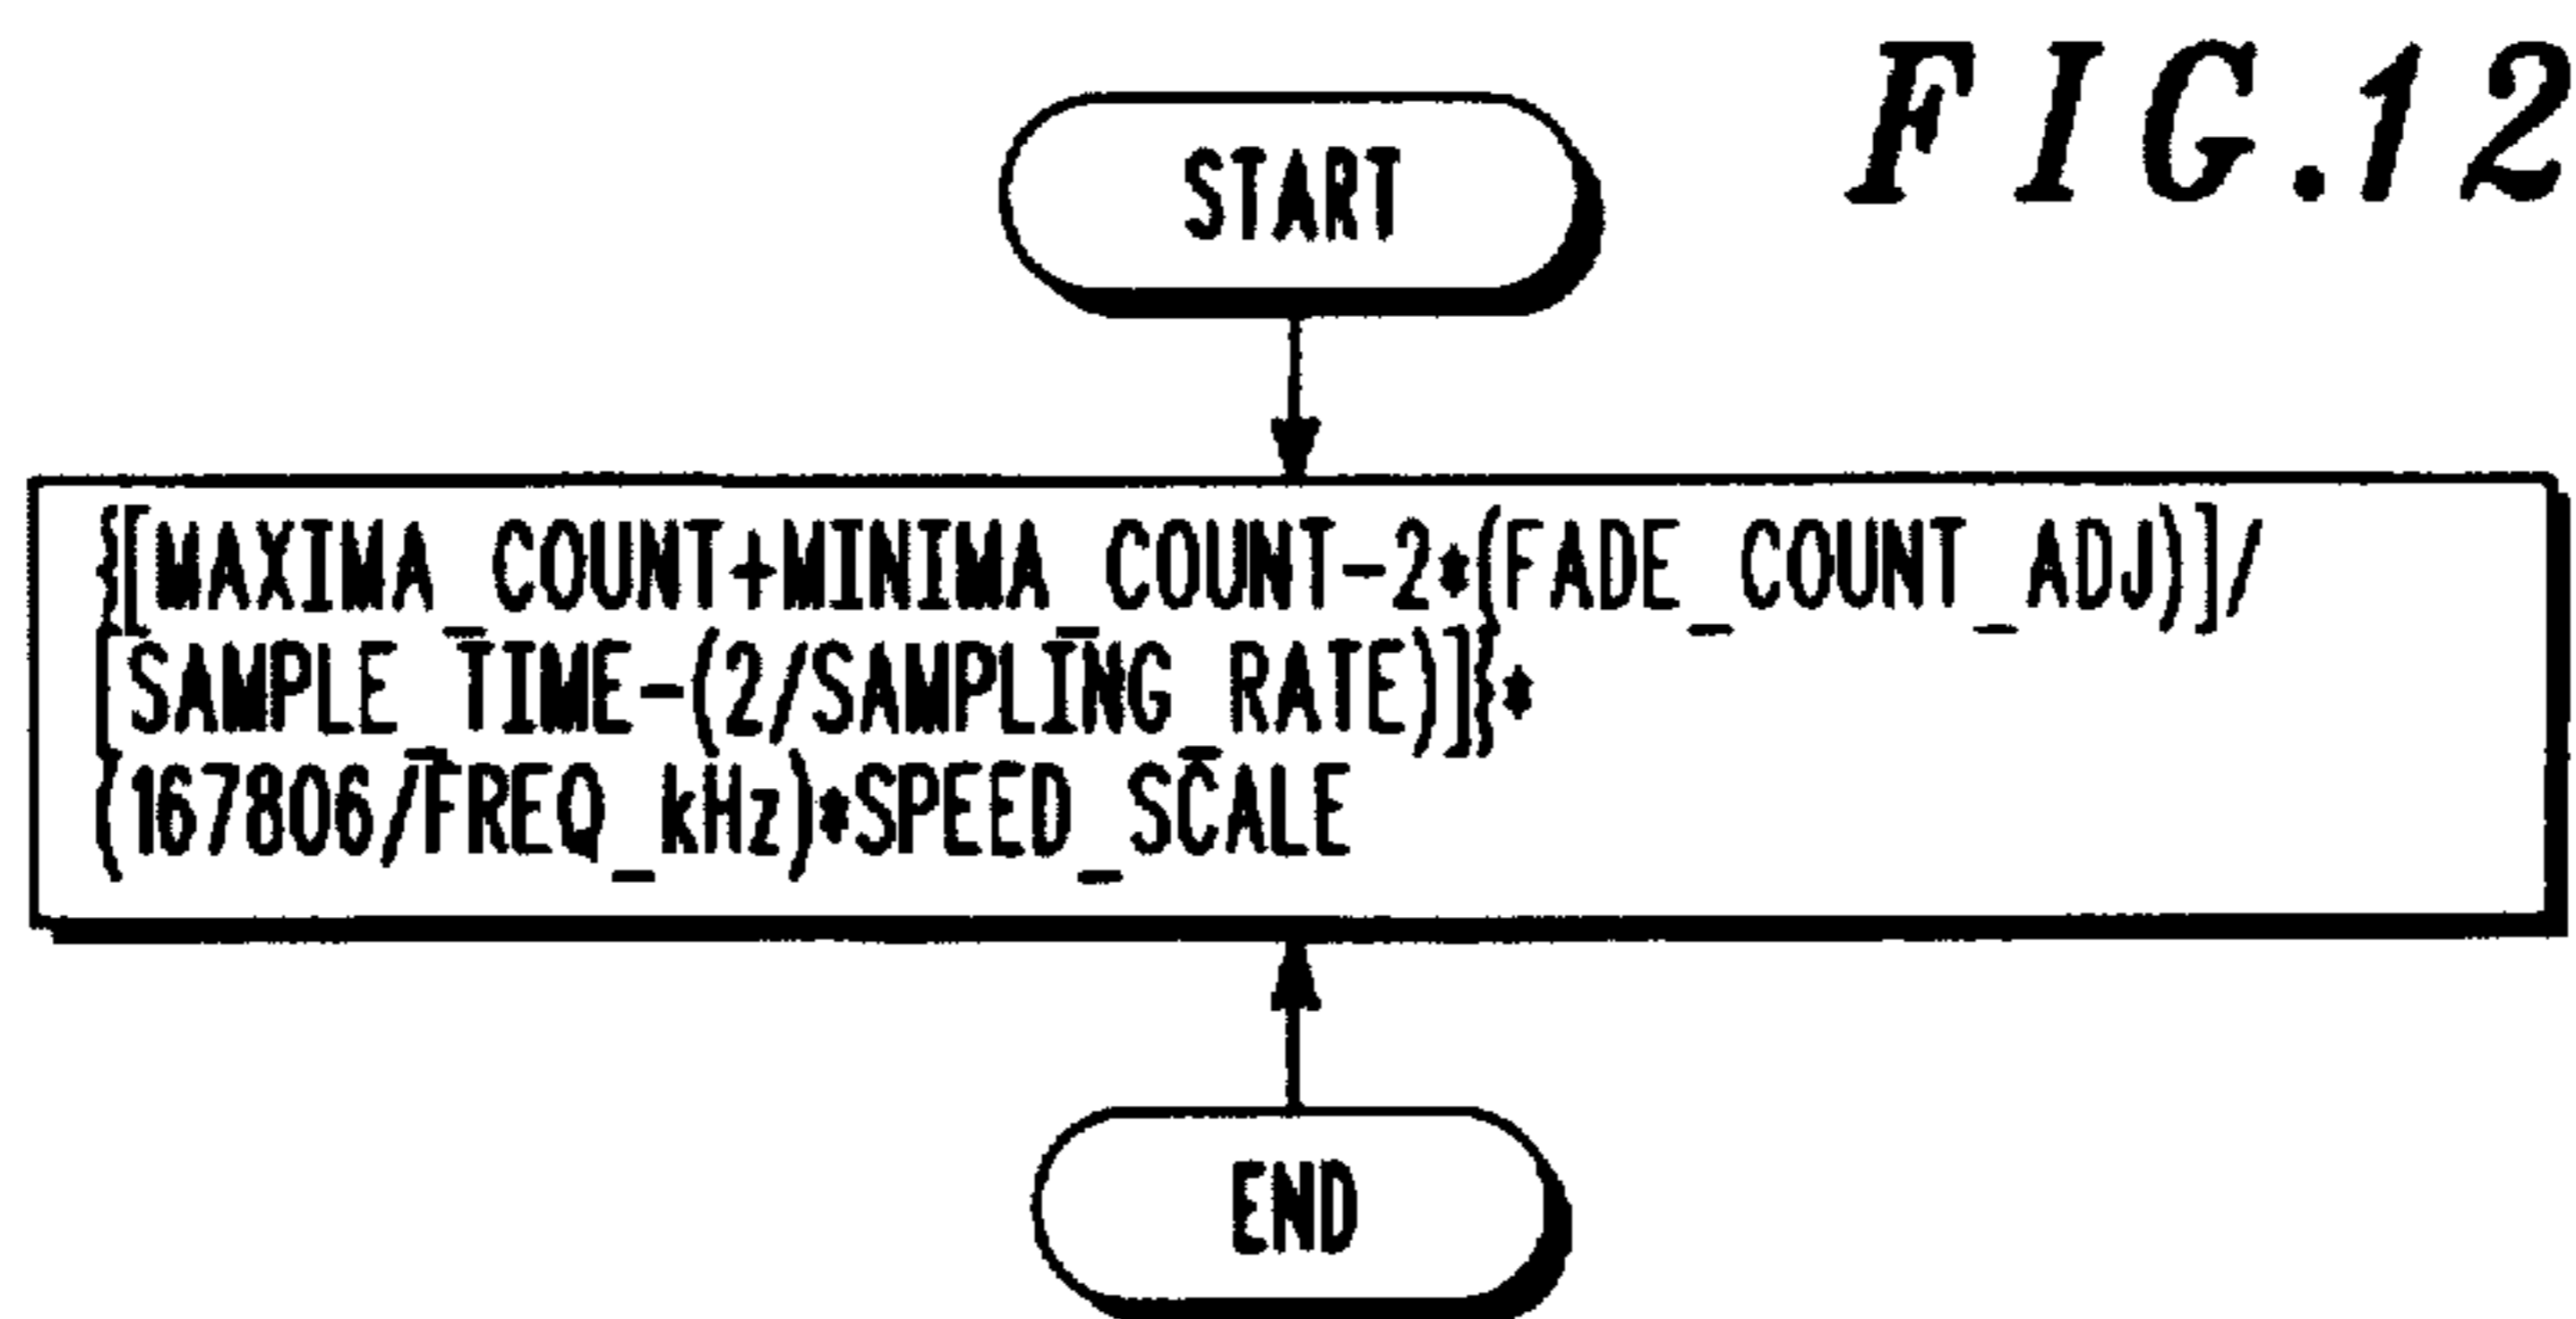 FIG.12
START
{[MAXIMA_COUNT+MINIMA_COUNT-2*(FADE_COUNT_ADJ)]/
[SAMPLE_TIME-(2/SAMPLING_RATE)]}*
(167806/FREQ_kHz)*SPEED_SCALE
END